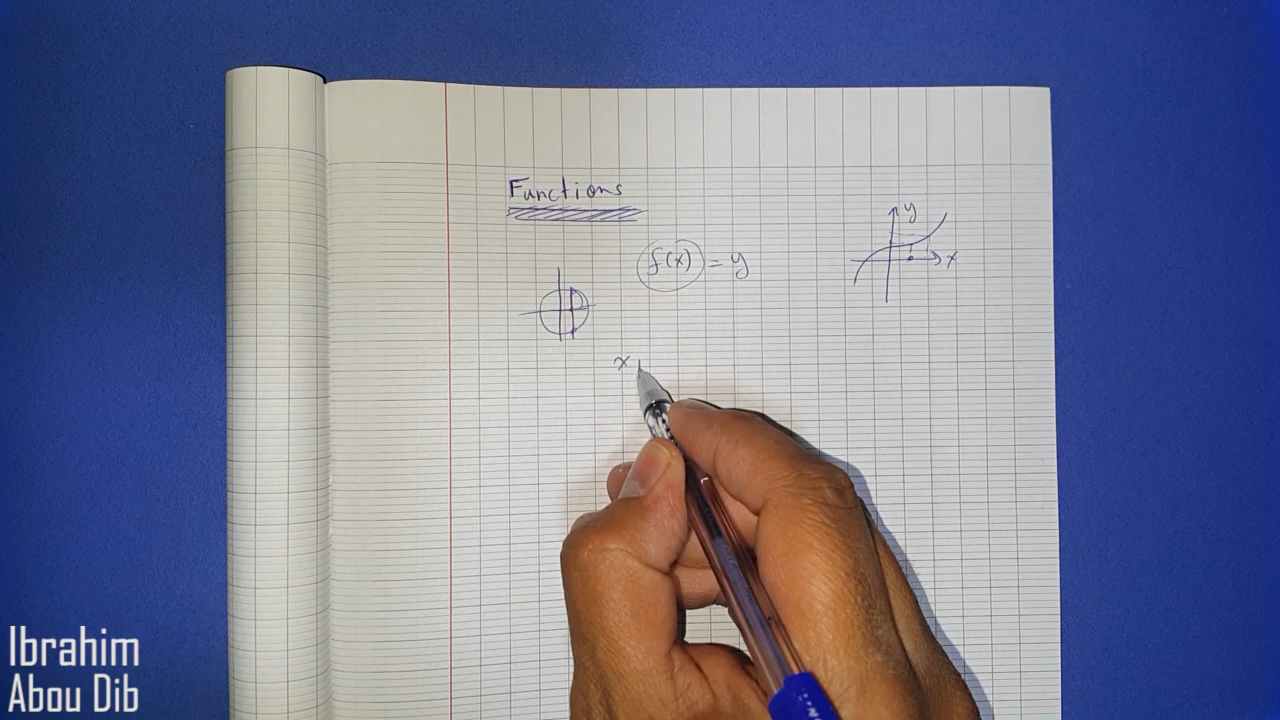 Functions
y
f(x) = y
x
x
Ibrahim
Abou Dib